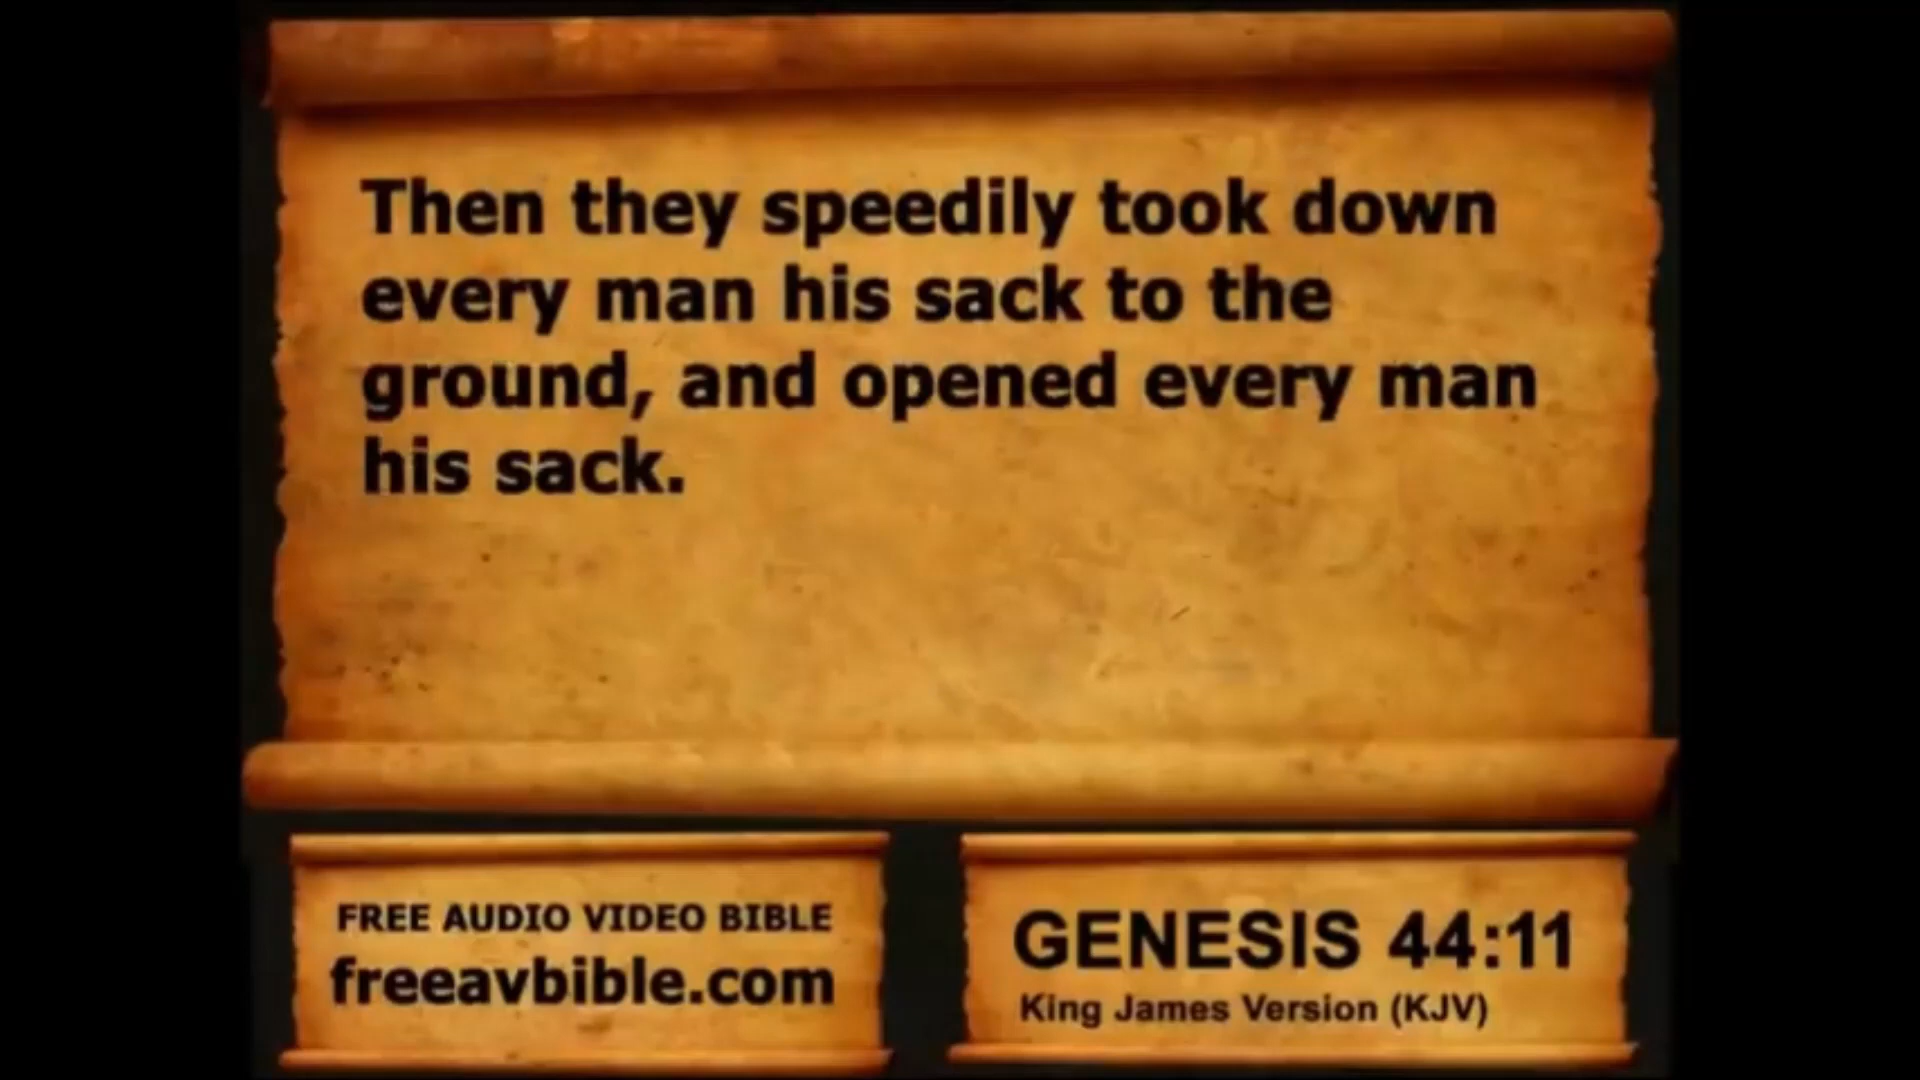 Then they speedily took down
every man his sack to the
ground, and opened every man
his sack.
FREE AUDIO VIDEO BIBLE
freeavbible.com
GENESIS 44:11
King James Version (KJV)